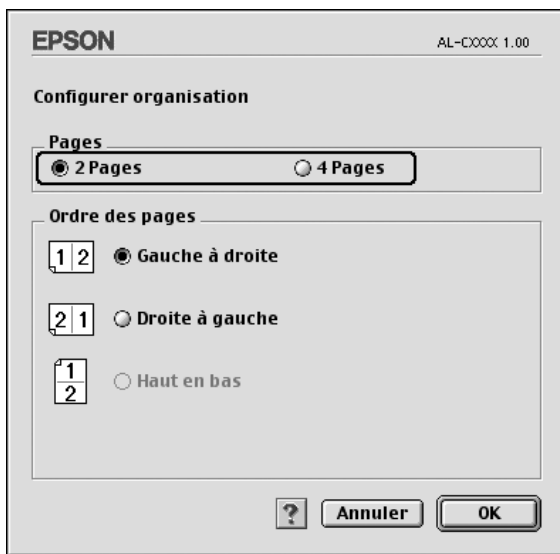 EPSON AL-CXXXX 1.00
Configurer organisation
Pages
2 Pages 4 Pages
Ordre des pages
1 2 Gauche à droite
2 1 Droite à gauche
1
2 Haut en bas
? Annuler OK